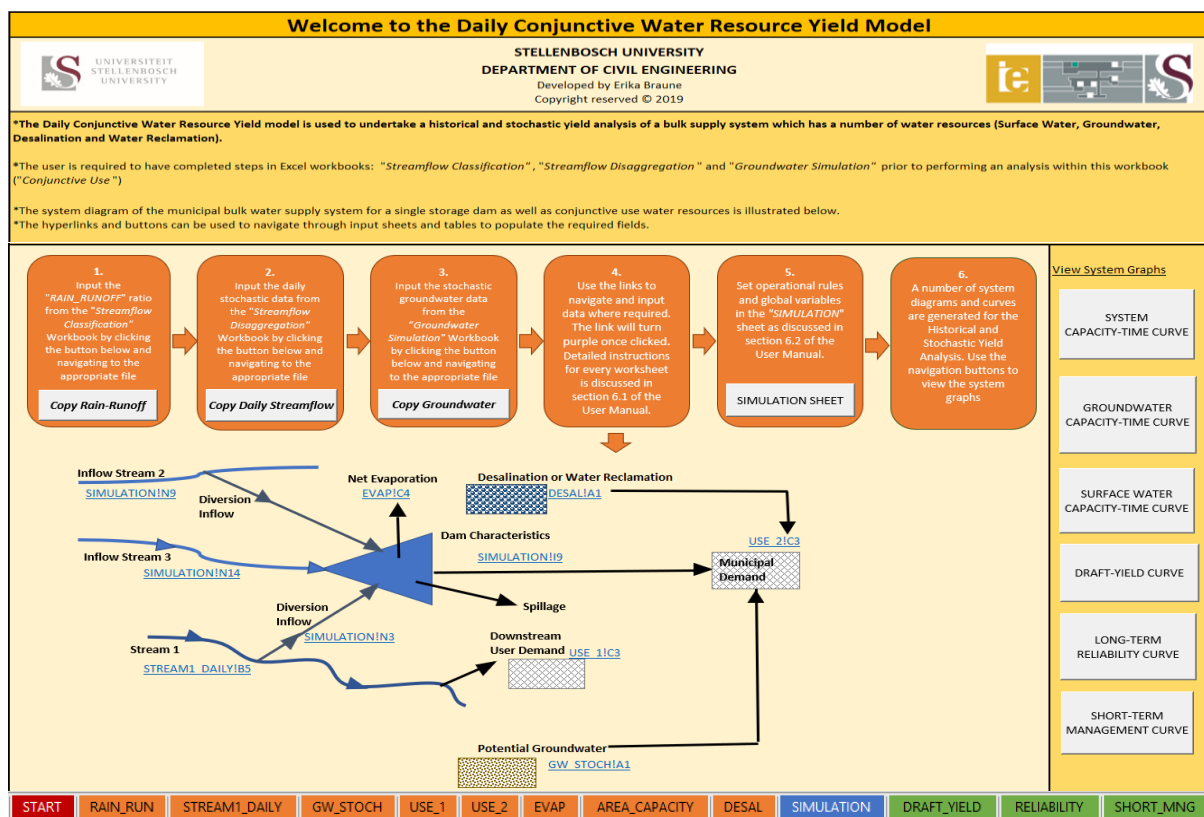 Welcome to the Daily Conjunctive Water Resource Yield Model
UNIVERSITEIT
STELLENBOSCH
UNIVERSITY
STELLENBOSCH UNIVERSITY
DEPARTMENT OF CIVIL ENGINEERING
Developed by Erika Braune
Copyright reserved © 2019
ie
*The Daily Conjunctive Water Resource Yield model is used to undertake a historical and stochastic yield analysis of a bulk supply system which has a number of water resources (Surface Water, Groundwater,
Desalination and Water Reclamation).
*The user is required to have completed steps in Excel workbooks: "Streamflow Classification", "Streamflow Disaggregation" and "Groundwater Simulation" prior to performing an analysis within this workbook
("Conjunctive Use")
*The system diagram of the municipal bulk water supply system for a single storage dam as well as conjunctive use water resources is illustrated below.
*The hyperlinks and buttons can be used to navigate through input sheets and tables to populate the required fields.
1.
Input the
"RAIN_RUNOFF" ratio
from the "Streamflow
Classification"
Workbook by clicking
the button below and
navigating to the
appropriate file
Copy Rain-Runoff
2.
Input the daily
stochastic data from
the "Streamflow
Disaggregation"
Workbook by clicking
the button below and
navigating to the
appropriate file
Copy Daily Streamflow
3.
Input the stochastic
groundwater data
from the
"Groundwater
Simulation" Workbook
by clicking the button
below and navigating
to the appropriate file
Copy Groundwater
4.
Use the links to
navigate and input
data where required.
The link will turn
purple once clicked.
Detailed instructions
for every worksheet
is discussed in
section 6.1 of the
User Manual.
5.
Set operational rules
and global variables
in the "SIMULATION"
sheet as discussed in
section 6.2 of the
User Manual.
SIMULATION SHEET
6.
A number of system
diagrams and curves
are generated for the
Historical and
Stochastic Yield
Analysis. Use the
navigation buttons to
view the system
graphs
View System Graphs
SYSTEM
CAPACITY-TIME CURVE
GROUNDWATER
CAPACITY-TIME CURVE
SURFACE WATER
CAPACITY-TIME CURVE
DRAFT-YIELD CURVE
LONG-TERM
RELIABILITY CURVE
SHORT-TERM
MANAGEMENT CURVE
Inflow Stream 2
SIMULATION!N9
Diversion
Inflow
Net Evaporation
EVAP!C4
Desalination or Water Reclamation
DESAL!A1
Dam Characteristics
SIMULATION!I9
USE_2!C3
Municipal
Demand
Inflow Stream 3
SIMULATION!N14
Spillage
Diversion
Inflow
SIMULATION!N3
Stream 1
STREAM1_DAILY!B5
Downstream
User Demand
USE_1!C3
Potential Groundwater
GW_STOCH!A1
START RAIN_RUN STREAM1_DAILY GW_STOCH USE_1 USE_2 EVAP AREA_CAPACITY DESAL SIMULATION DRAFT_YIELD RELIABILITY SHORT_MNG